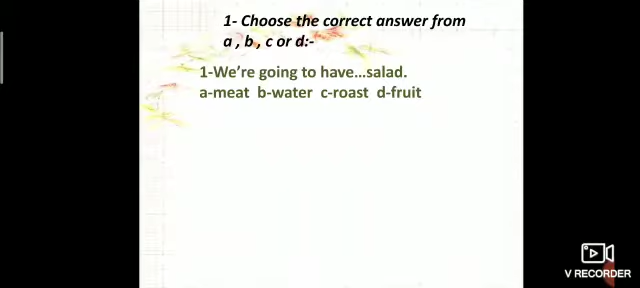 1- Choose the correct answer from
a , b , c or d:-
1-We're going to have...salad.
a-meat b-water c-roast d-fruit
V RECORDER